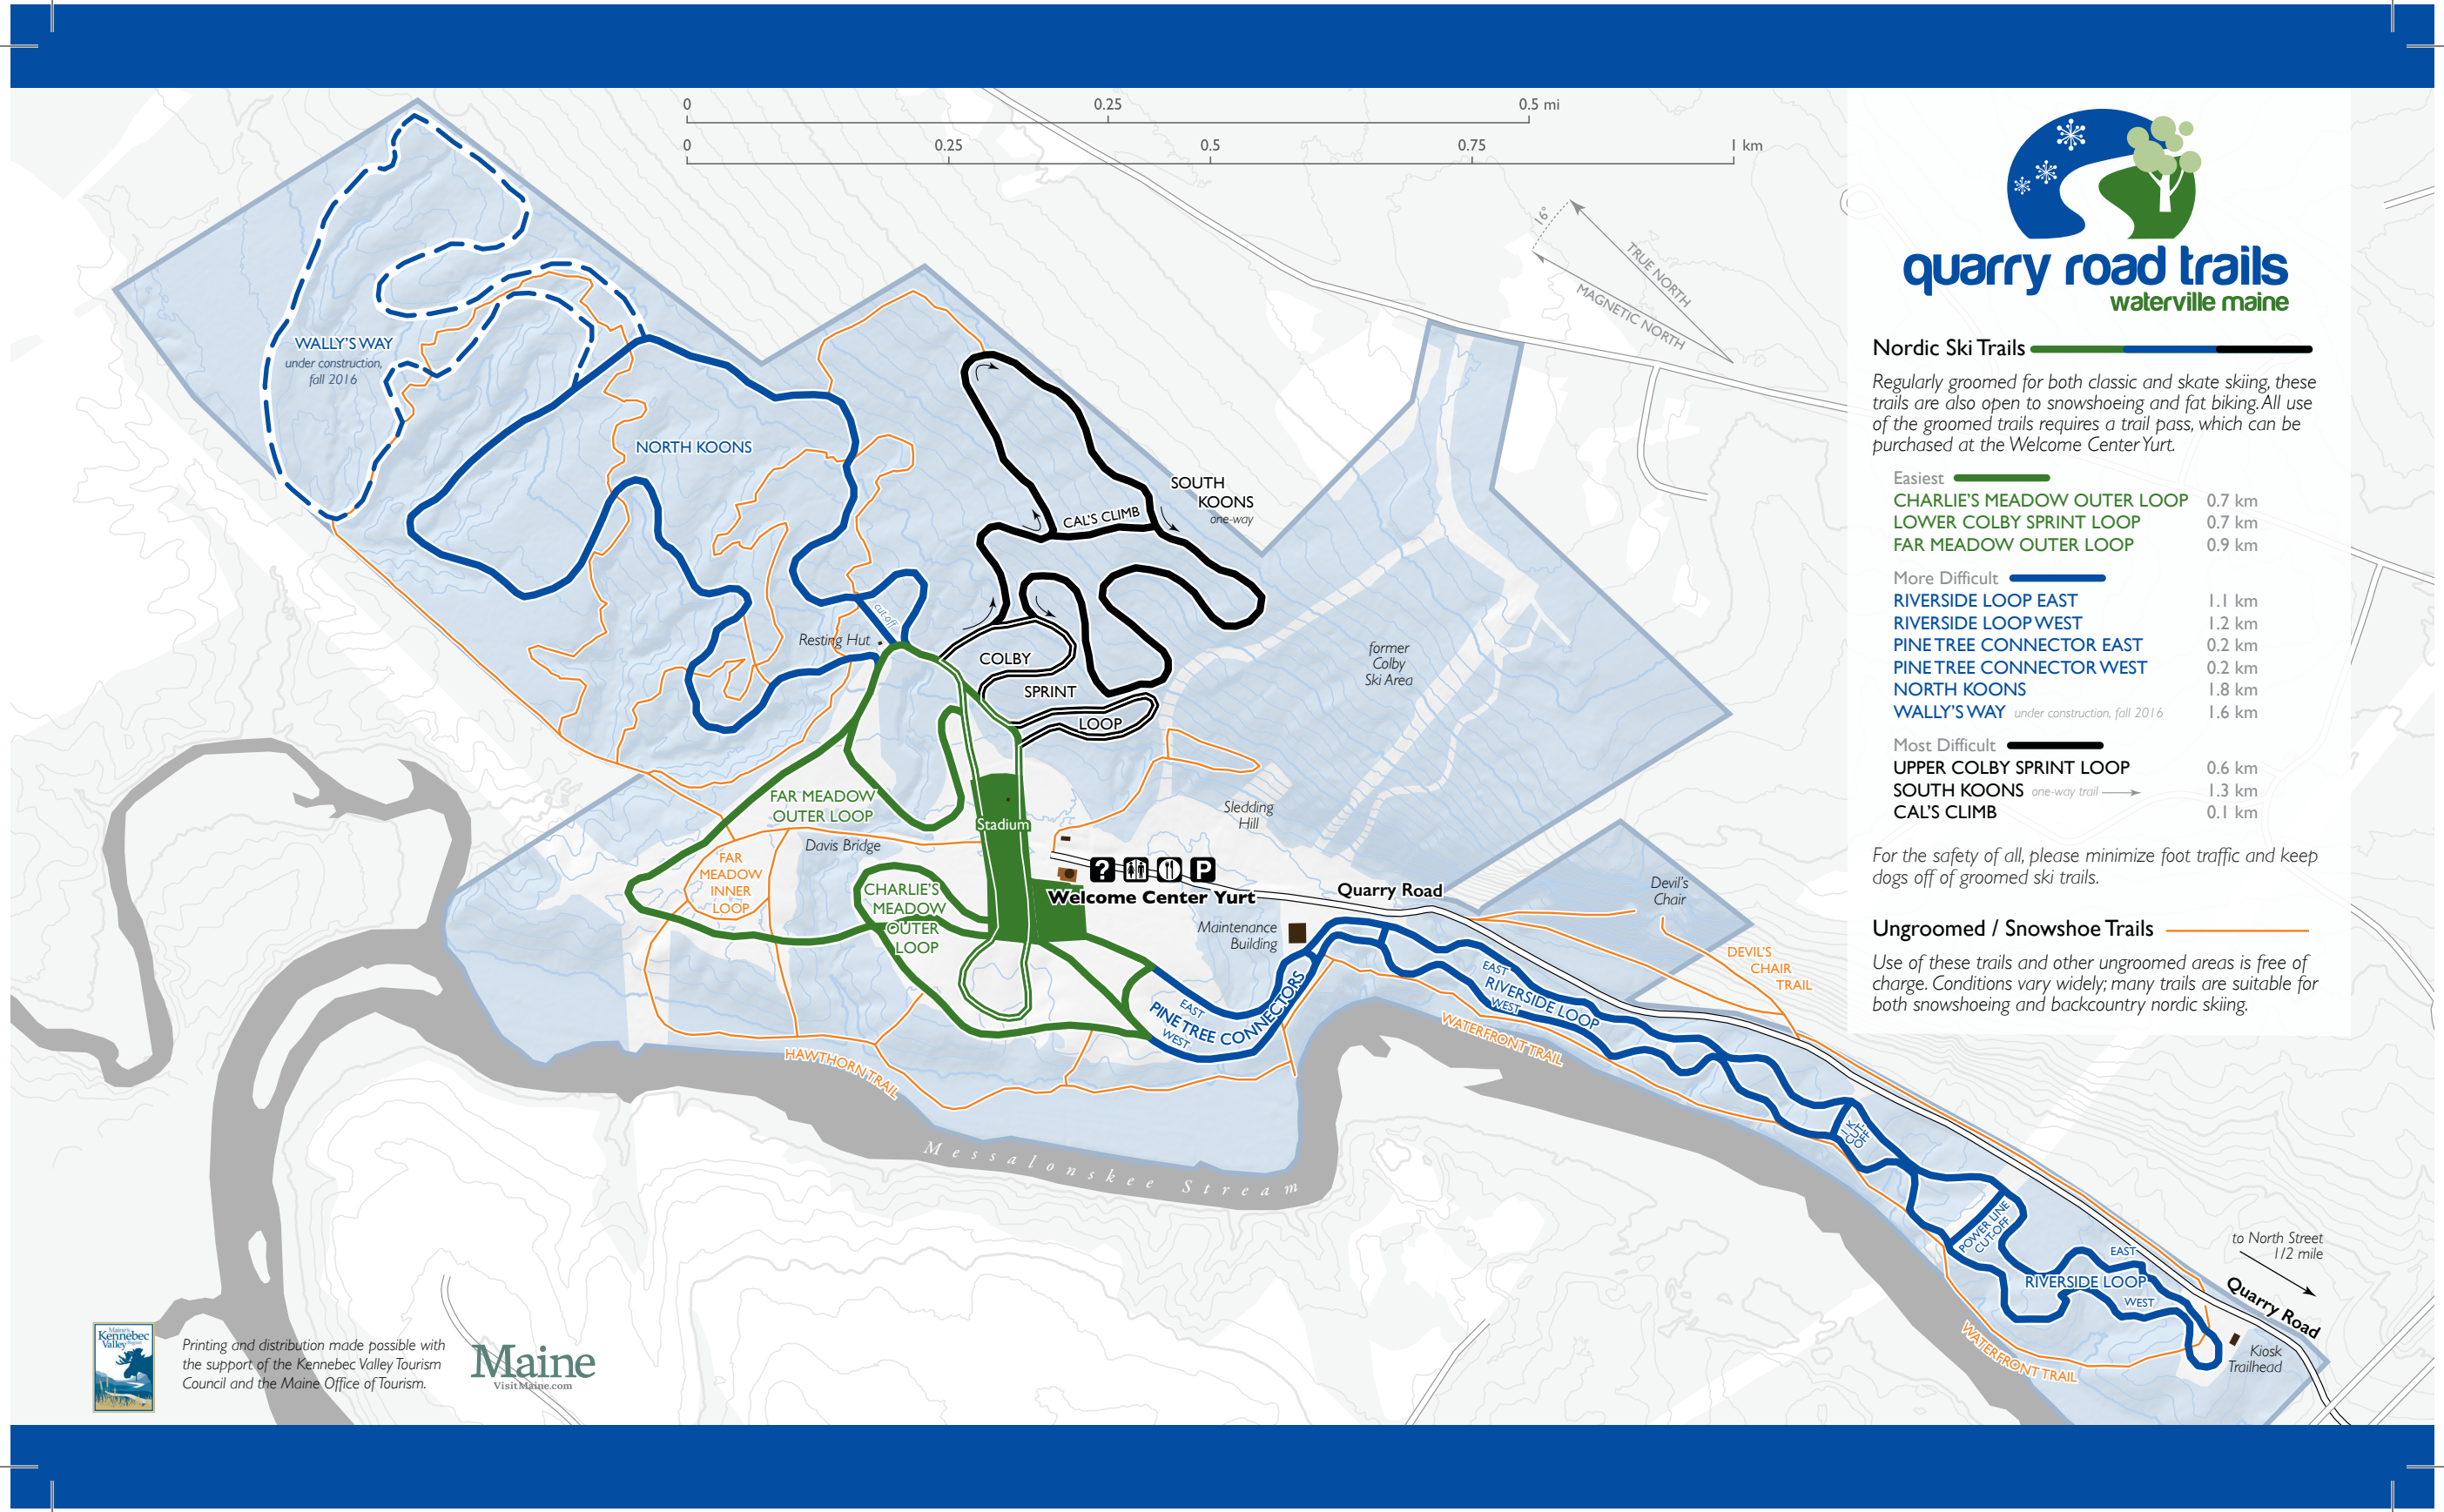 0 0.25 0.5 mi
0 0.25 0.5 0.75 1 km
16°
TRUE NORTH
MAGNETIC NORTH
quarry road trails
waterville maine
Nordic Ski Trails
Regularly groomed for both classic and skate skiing, these
trails are also open to snowshoeing and fat biking. All use
of the groomed trails requires a trail pass, which can be
purchased at the Welcome Center Yurt.
Easiest
CHARLIE'S MEADOW OUTER LOOP 0.7 km
LOWER COLBY SPRINT LOOP 0.7 km
FAR MEADOW OUTER LOOP 0.9 km
More Difficult
RIVERSIDE LOOP EAST 1.1 km
RIVERSIDE LOOP WEST 1.2 km
PINE TREE CONNECTOR EAST 0.2 km
PINE TREE CONNECTOR WEST 0.2 km
NORTH KOONS 1.8 km
WALLY'S WAY under construction, fall 2016 1.6 km
Most Difficult
UPPER COLBY SPRINT LOOP 0.6 km
SOUTH KOONS one-way trail 1.3 km
CAL'S CLIMB 0.1 km
For the safety of all, please minimize foot traffic and keep
dogs off of groomed ski trails.
Ungroomed / Snowshoe Trails
Use of these trails and other ungroomed areas is free of
charge. Conditions vary widely; many trails are suitable for
both snowshoeing and backcountry nordic skiing.
WALLY'S WAY
under construction,
fall 2016
NORTH KOONS
SOUTH
KOONS
one-way
CAL'S CLIMB
cut-off
Resting Hut
COLBY
SPRINT
LOOP
former
Colby
Ski Area
FAR MEADOW
OUTER LOOP
Stadium
Sledding
Hill
Davis Bridge
FAR
MEADOW
INNER
LOOP
CHARLIE'S
MEADOW
OUTER
LOOP
? P
Welcome Center Yurt
Quarry Road
Devil's
Chair
Maintenance
Building
DEVIL'S
CHAIR
TRAIL
EAST
PINE TREE CONNECTORS
WEST
EAST
RIVERSIDE LOOP
WEST
WATERFRONT TRAIL
HAWTHORN TRAIL
Messalonskee Stream
1K
CUT-
OFF
POWER LINE
CUT-OFF
EAST
RIVERSIDE LOOP
WEST
WATERFRONT TRAIL
to North Street
1/2 mile
Quarry Road
Kiosk
Trailhead
Maine's
Kennebec
Valley
Printing and distribution made possible with
the support of the Kennebec Valley Tourism
Council and the Maine Office of Tourism.
Maine
VisitMaine.com